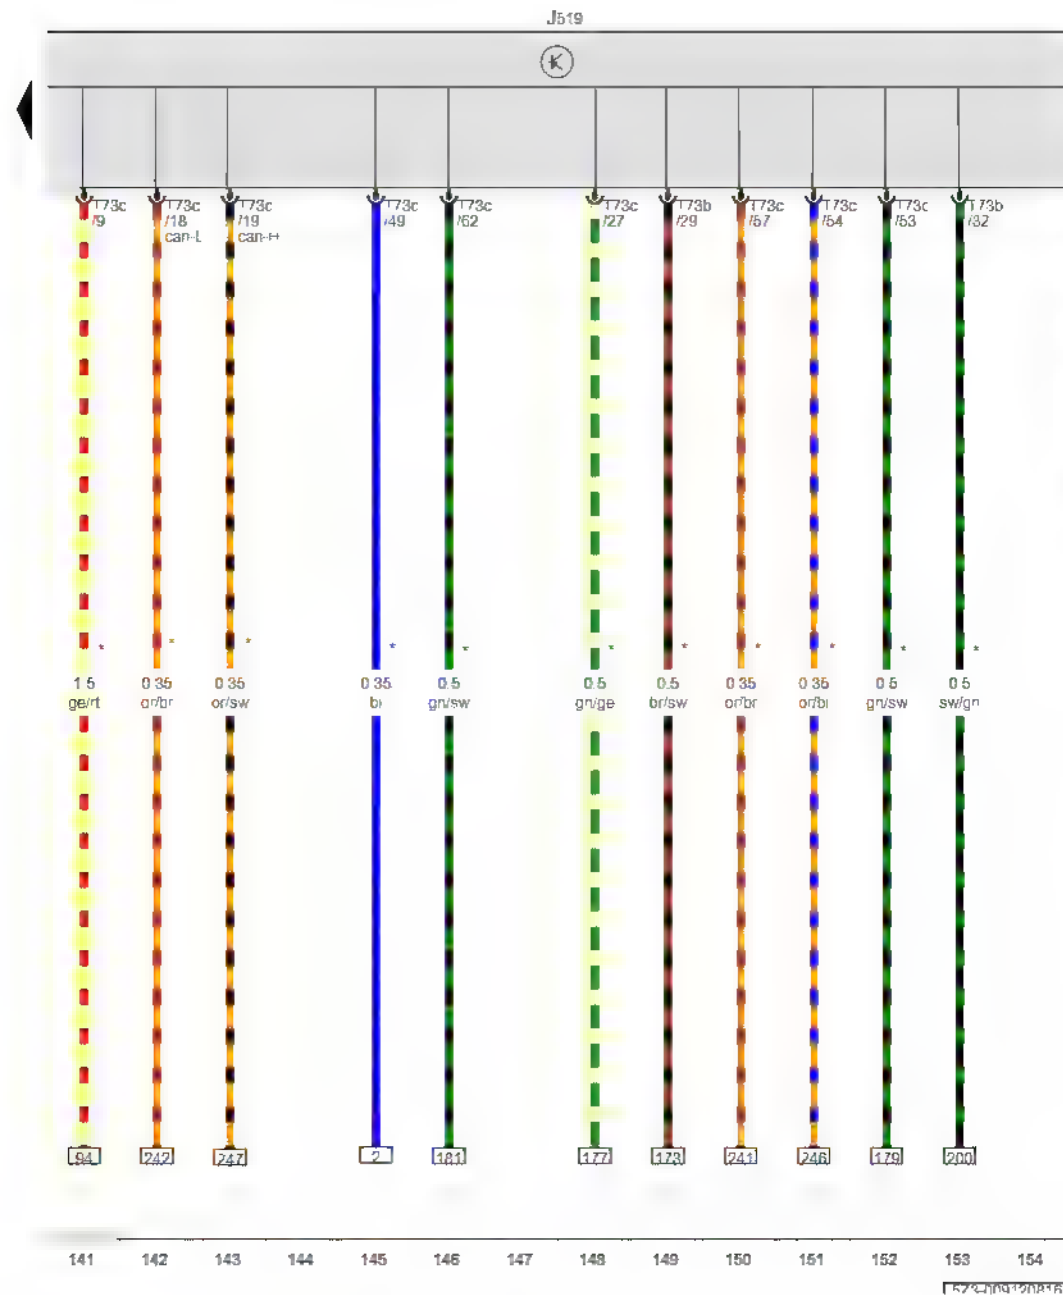 J519
K
T73c T73c T73c T73c T73c T73c T73b T73c T73c T73c T73b
/9 /18 /19 /49 /62 /27 /29 /57 /54 /53 /32
can-L can-H
* * * * * * * * * * *
1.5 0.35 0.35 0.35 0.5 0.5 0.5 0.35 0.35 0.5 0.5
ge/rt or/br or/sw bl gn/sw gn/ge br/sw or/br or/bl gn/sw sw/gn
94 242 247 2 181 177 173 241 246 179 200
141 142 143 144 145 146 147 148 149 150 151 152 153 154